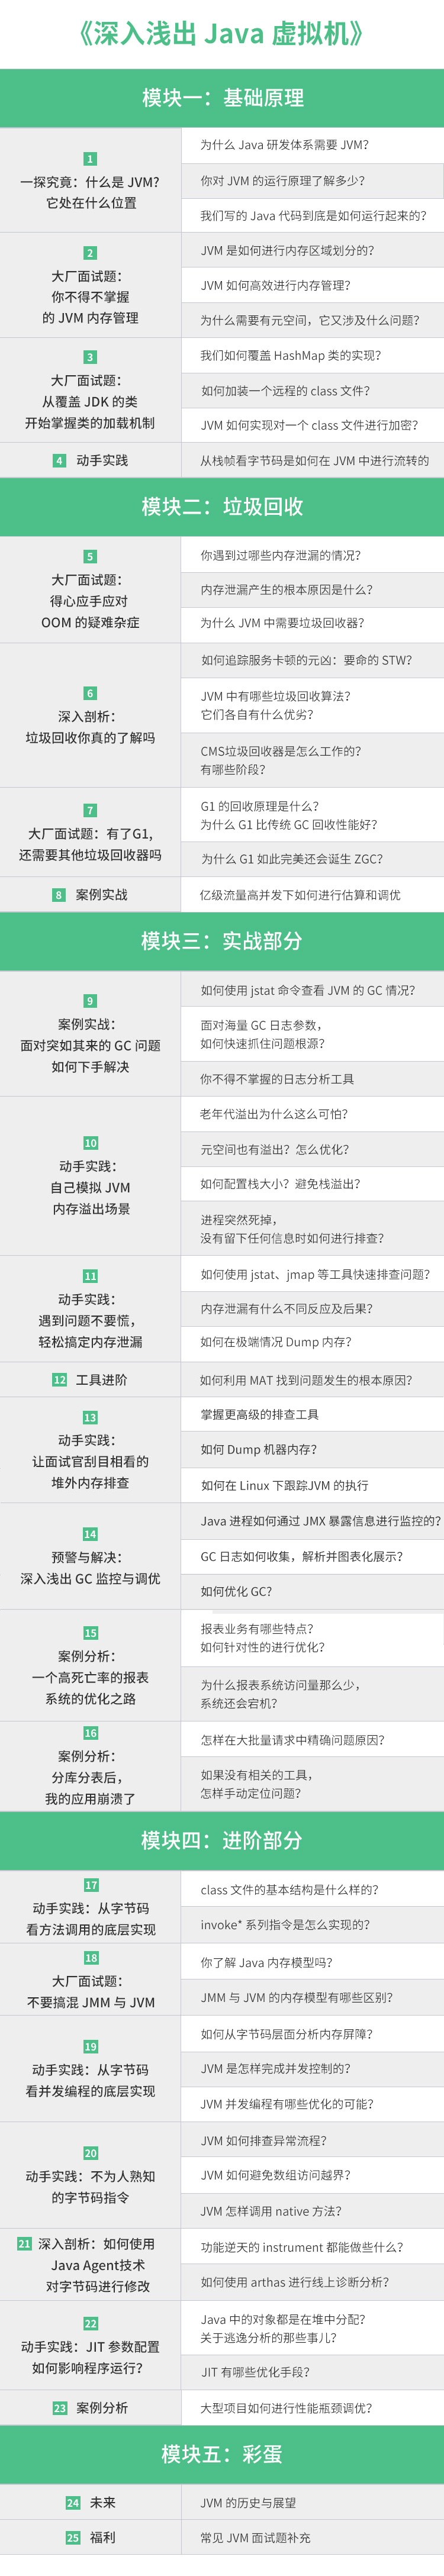 《深入浅出 Java 虚拟机》
模块一：基础原理
1
一探究竟：什么是 JVM?
它处在什么位置
为什么 Java 研发体系需要 JVM?
你对 JVM 的运行原理了解多少？
我们写的 Java 代码到底是如何运行起来的？
2
大厂面试题：
你不得不掌握
的 JVM 内存管理
JVM 是如何进行内存区域划分的？
JVM 如何高效进行内存管理？
为什么需要有元空间，它又涉及什么问题？
3
大厂面试题：
从覆盖 JDK 的类
开始掌握类的加载机制
我们如何覆盖 HashMap 类的实现？
如何加装一个远程的 class 文件？
JVM 如何实现对一个 class 文件进行加密？
4 动手实践
从栈帧看字节码是如何在 JVM 中进行流转的
模块二：垃圾回收
5
大厂面试题：
得心应手应对
OOM 的疑难杂症
你遇到过哪些内存泄漏的情况？
内存泄漏产生的根本原因是什么？
为什么 JVM 中需要垃圾回收器？
6
深入剖析：
垃圾回收你真的了解吗
如何追踪服务卡顿的元凶：要命的 STW？
JVM 中有哪些垃圾回收算法？
它们各自有什么优劣？
CMS垃圾回收器是怎么工作的？
有哪些阶段？
7
大厂面试题：有了G1,
还需要其他垃圾回收器吗
G1 的回收原理是什么？
为什么 G1 比传统 GC 回收性能好？
为什么 G1 如此完美还会诞生 ZGC？
8 案例实战
亿级流量高并发下如何进行估算和调优
模块三：实战部分
9
案例实战：
面对突如其来的 GC 问题
如何下手解决
如何使用 jstat 命令查看 JVM 的 GC 情况？
面对海量 GC 日志参数，
如何快速抓住问题根源？
你不得不掌握的日志分析工具
10
动手实践：
自己模拟 JVM
内存溢出场景
老年代溢出为什么这么可怕？
元空间也有溢出？怎么优化？
如何配置栈大小？避免栈溢出？
进程突然死掉，
没有留下任何信息时如何进行排查？
11
动手实践：
遇到问题不要慌，
轻松搞定内存泄漏
如何使用 jstat、jmap 等工具快速排查问题？
内存泄漏有什么不同反应及后果？
如何在极端情况 Dump 内存？
12 工具进阶
如何利用 MAT 找到问题发生的根本原因？
13
动手实践：
让面试官刮目相看的
堆外内存排查
掌握更高级的排查工具
如何 Dump 机器内存？
如何在 Linux 下跟踪JVM 的执行
14
预警与解决：
深入浅出 GC 监控与调优
Java 进程如何通过 JMX 暴露信息进行监控的？
GC 日志如何收集，解析并图表化展示？
如何优化 GC?
15
案例分析：
一个高死亡率的报表
系统的优化之路
报表业务有哪些特点？
如何针对性的进行优化？
为什么报表系统访问量那么少，
系统还会宕机？
16
案例分析：
分库分表后，
我的应用崩溃了
怎样在大批量请求中精确问题原因？
如果没有相关的工具，
怎样手动定位问题？
模块四：进阶部分
17
动手实践：从字节码
看方法调用的底层实现
class 文件的基本结构是什么样的？
invoke* 系列指令是怎么实现的？
18
大厂面试题：
不要搞混 JMM 与 JVM
你了解 Java 内存模型吗？
JMM 与 JVM 的内存模型有哪些区别？
19
动手实践：从字节码
看并发编程的底层实现
如何从字节码层面分析内存屏障？
JVM 是怎样完成并发控制的？
JVM 并发编程有哪些优化的可能？
20
动手实践：不为人熟知
的字节码指令
JVM 如何排查异常流程？
JVM 如何避免数组访问越界？
JVM 怎样调用 native 方法？
21 深入剖析：如何使用
Java Agent技术
对字节码进行修改
功能逆天的 instrument 都能做些什么？
如何使用 arthas 进行线上诊断分析？
22
动手实践：JIT 参数配置
如何影响程序运行？
Java 中的对象都是在堆中分配？
关于逃逸分析的那些事儿？
JIT 有哪些优化手段？
23 案例分析
大型项目如何进行性能瓶颈调优？
模块五：彩蛋
24 未来
JVM 的历史与展望
25 福利
常见 JVM 面试题补充